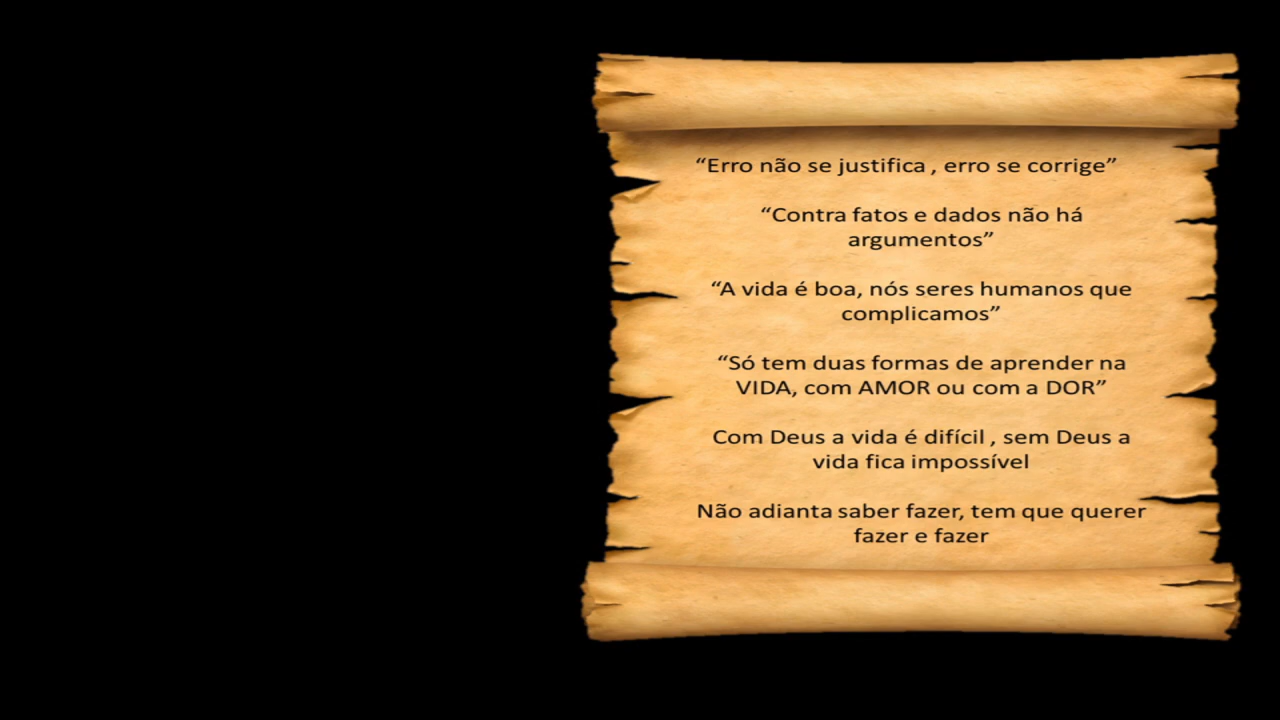 “Erro não se justifica , erro se corrige”
“Contra fatos e dados não há
argumentos”
“A vida é boa, nós seres humanos que
complicamos”
“Só tem duas formas de aprender na
VIDA, com AMOR ou com a DOR”
Com Deus a vida é difícil , sem Deus a
vida fica impossível
Não adianta saber fazer, tem que querer
fazer e fazer